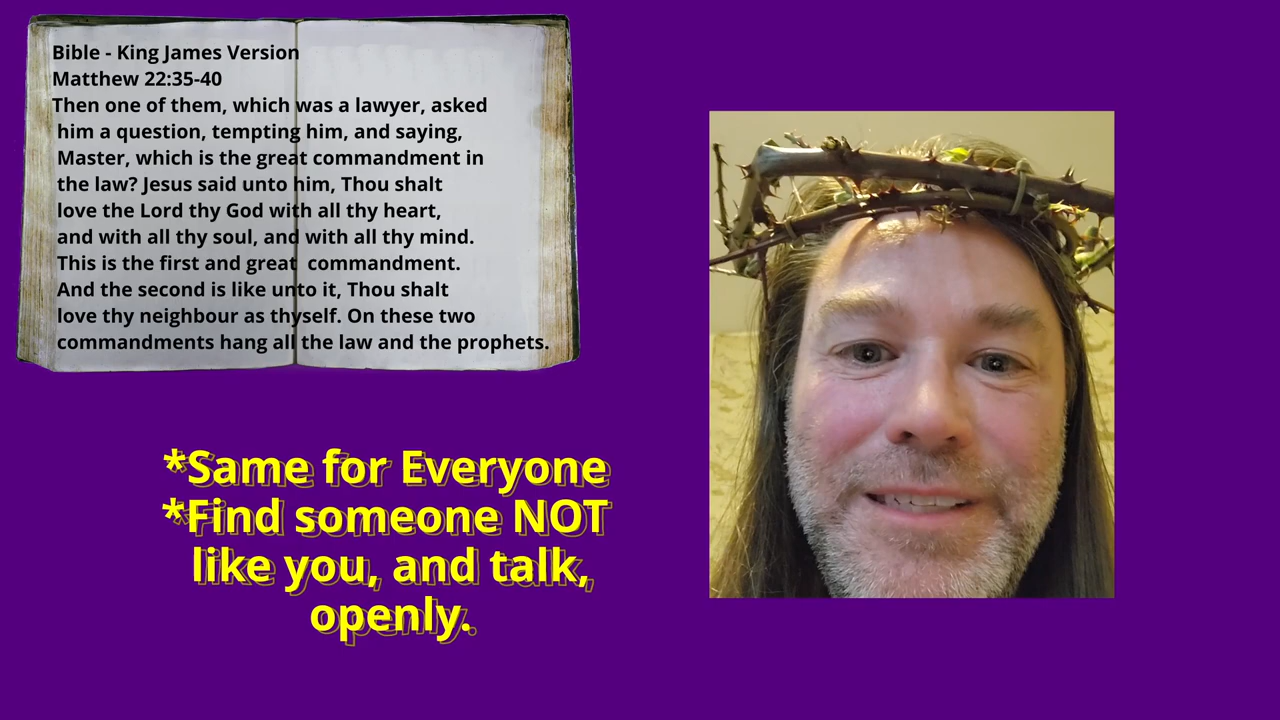 Bible - King James Version
Matthew 22:35-40
Then one of them, which was a lawyer, asked
him a question, tempting him, and saying,
Master, which is the great commandment in
the law? Jesus said unto him, Thou shalt
love the Lord thy God with all thy heart,
and with all thy soul, and with all thy mind.
This is the first and great commandment.
And the second is like unto it, Thou shalt
love thy neighbour as thyself. On these two
commandments hang all the law and the prophets.
*Same for Everyone
*Find someone NOT
like you, and talk,
openly.